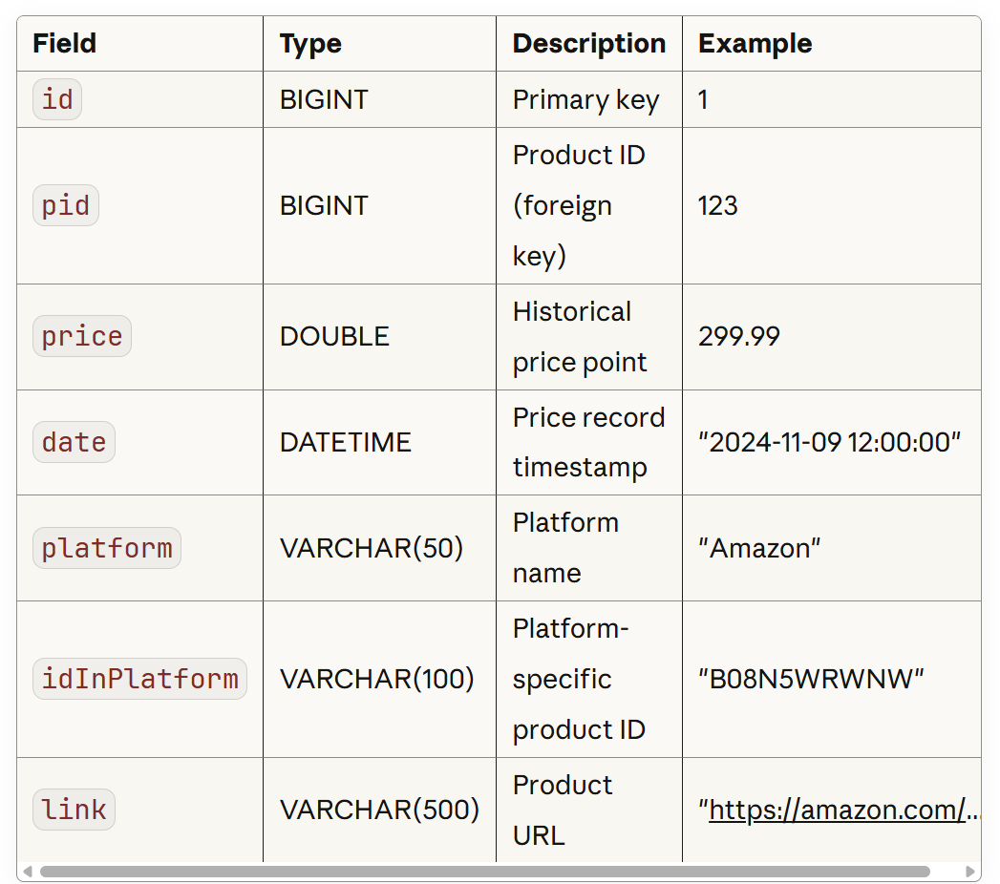 Field Type Description Example
id BIGINT Primary key 1
pid BIGINT Product ID (foreign key) 123
price DOUBLE Historical price point 299.99
date DATETIME Price record timestamp "2024-11-09 12:00:00"
platform VARCHAR(50) Platform name "Amazon"
idInPlatform VARCHAR(100) Platform-specific product ID "B08N5WRWNW"
link VARCHAR(500) Product URL "https://amazon.com/...